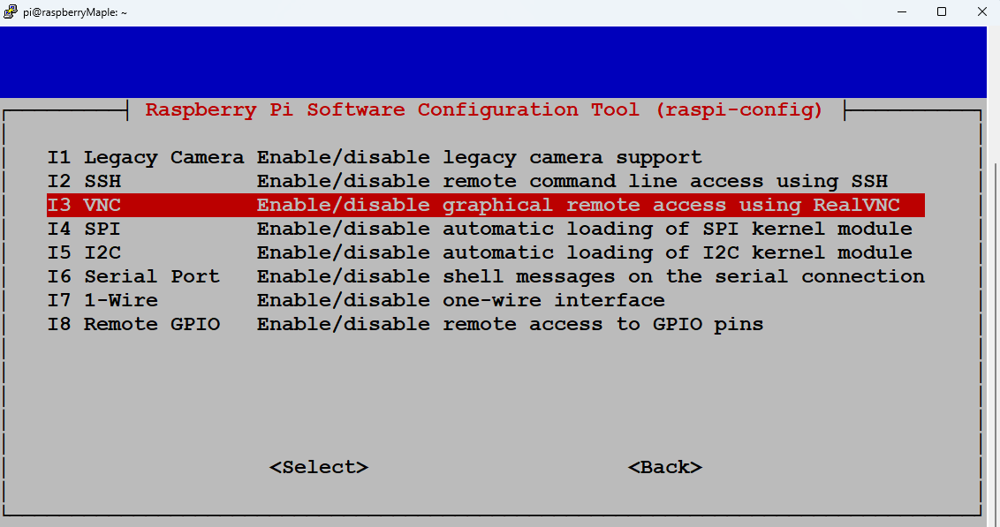 pi@raspberryMaple: ~
Raspberry Pi Software Configuration Tool (raspi-config)
I1 Legacy Camera Enable/disable legacy camera support
I2 SSH Enable/disable remote command line access using SSH
I3 VNC Enable/disable graphical remote access using RealVNC
I4 SPI Enable/disable automatic loading of SPI kernel module
I5 I2C Enable/disable automatic loading of I2C kernel module
I6 Serial Port Enable/disable shell messages on the serial connection
I7 1-Wire Enable/disable one-wire interface
I8 Remote GPIO Enable/disable remote access to GPIO pins
<Select> <Back>